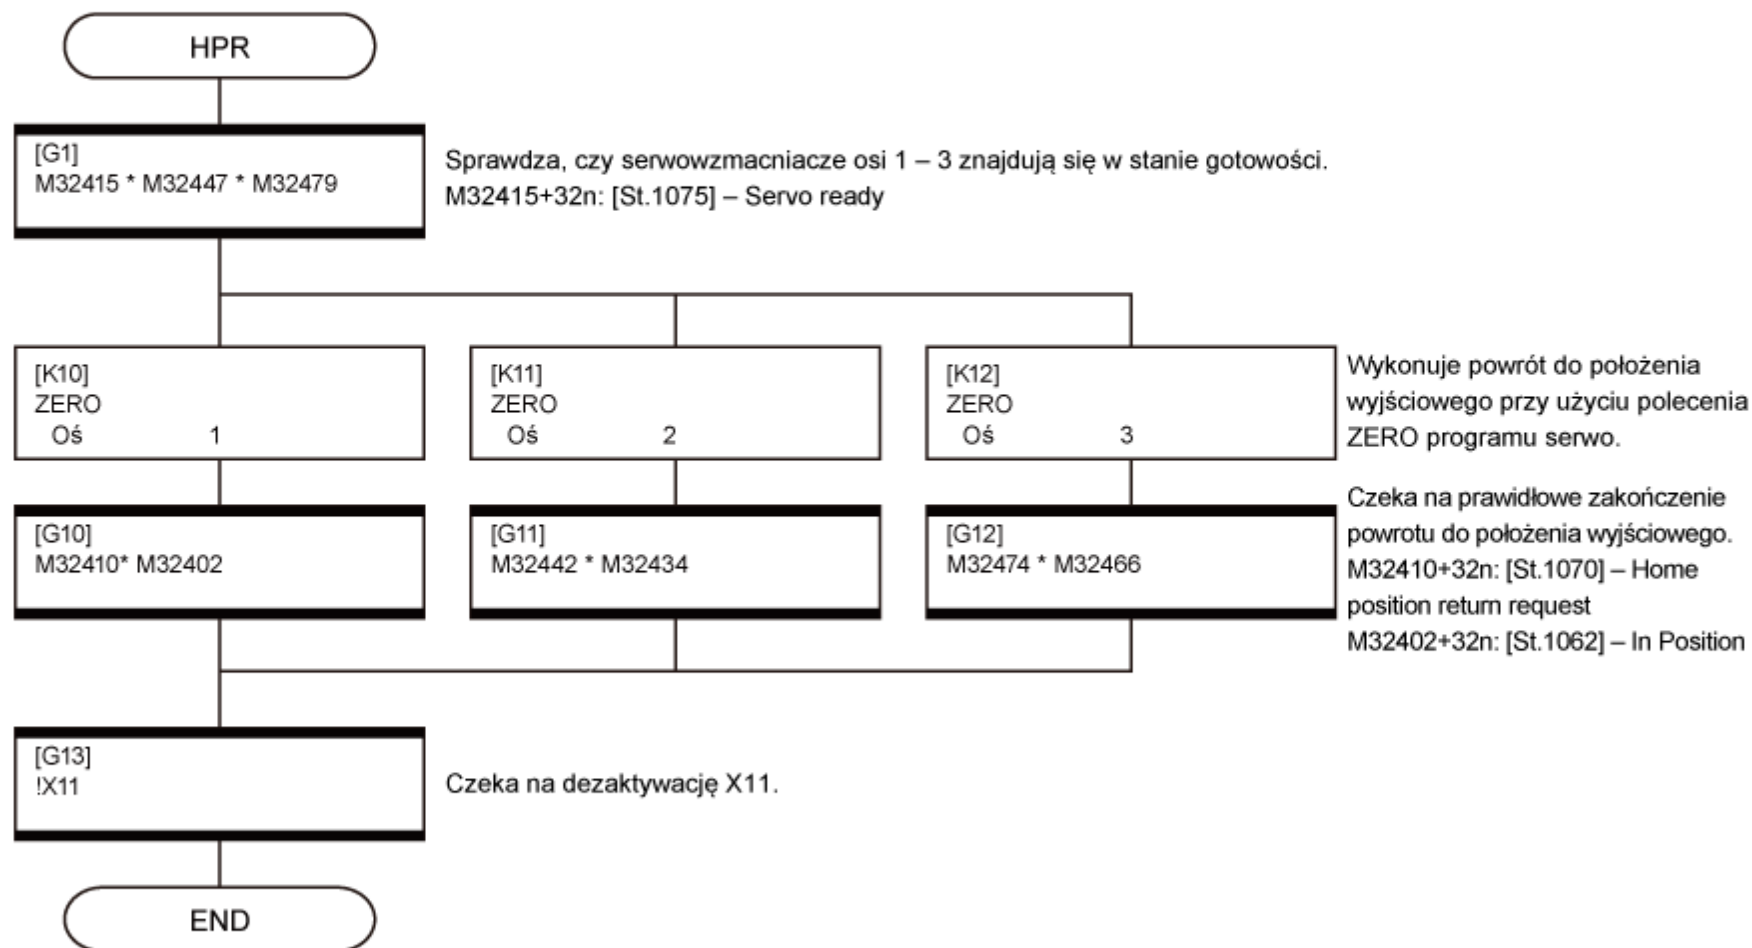 HPR
[G1]
M32415 * M32447 * M32479
Sprawdza, czy serwowzmacniacze osi 1 – 3 znajdują się w stanie gotowości.
M32415+32n: [St.1075] – Servo ready
[K10]
ZERO
Oś 1
[K11]
ZERO
Oś 2
[K12]
ZERO
Oś 3
Wykonuje powrót do położenia
wyjściowego przy użyciu polecenia
ZERO programu serwo.
[G10]
M32410* M32402
[G11]
M32442 * M32434
[G12]
M32474 * M32466
Czeka na prawidłowe zakończenie
powrotu do położenia wyjściowego.
M32410+32n: [St.1070] – Home
position return request
M32402+32n: [St.1062] – In Position
[G13]
!X11
Czeka na dezaktywację X11.
END